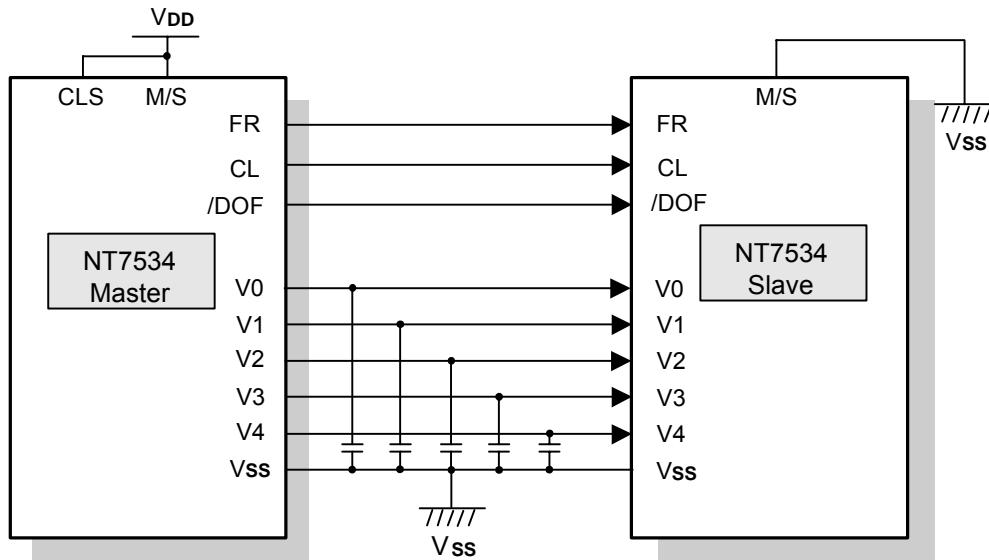 VDD
CLS M/S
FR
CL
/DOF
NT7534
Master
V0
V1
V2
V3
V4
Vss
Vss
M/S
Vss
FR
CL
/DOF
NT7534
Slave
V0
V1
V2
V3
V4
Vss